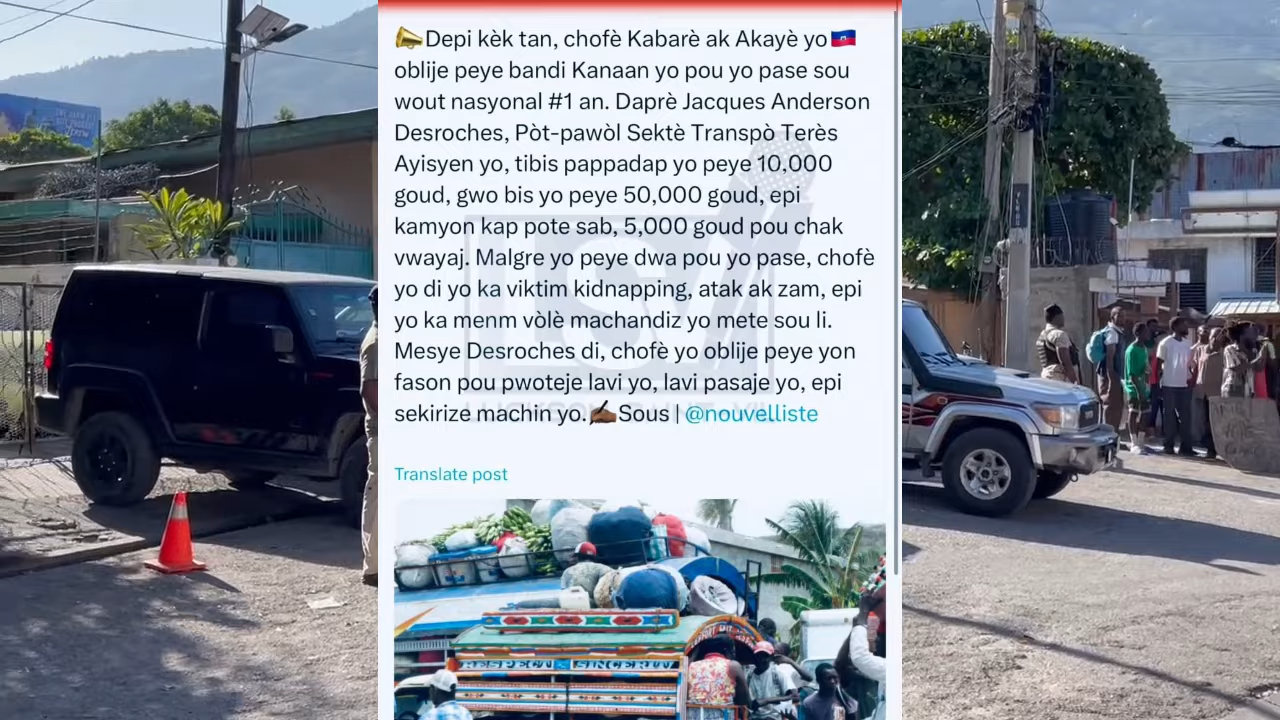 📣Depi kèk tan, chofè Kabarè ak Akayè yo🇭🇹
oblije peye bandi Kanaan yo pou yo pase sou
wout nasyonal #1 an. Daprè Jacques Anderson
Desroches, Pòt-pawòl Sektè Transpò Terès
Ayisyen yo, tibis pappadap yo peye 10,000
goud, gwo bis yo peye 50,000 goud, epi
kamyon kap pote sab, 5,000 goud pou chak
vwayaj. Malgre yo peye dwa pou yo pase, chofè
yo di yo ka viktim kidnapping, atak ak zam, epi
yo ka menm vòlè machandiz yo mete sou li.
Mesye Desroches di, chofè yo oblije peye yon
fason pou pwoteje lavi yo, lavi pasaje yo, epi
sekirize machin yo.✍🏾Sous | @nouvelliste
Translate post
RESPECT SINCERITY